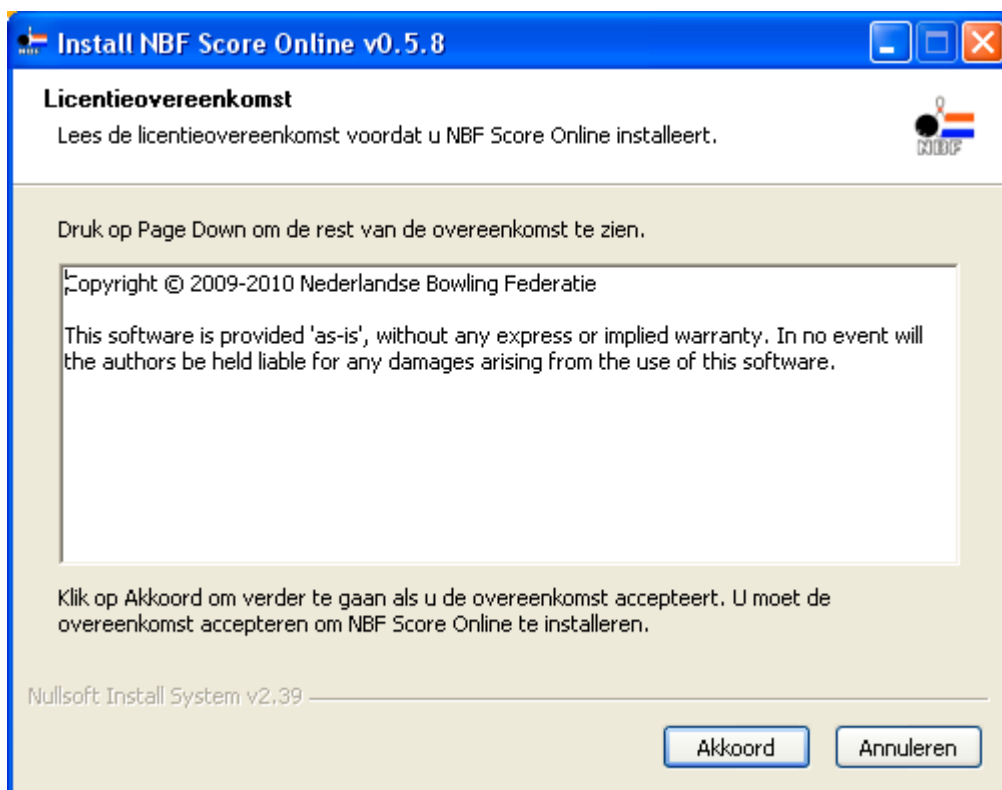 Install NBF Score Online v0.5.8
Licentieovereenkomst
Lees de licentieovereenkomst voordat u NBF Score Online installeert.
NBF
Druk op Page Down om de rest van de overeenkomst te zien.
Copyright © 2009-2010 Nederlandse Bowling Federatie
This software is provided 'as-is', without any express or implied warranty. In no event will
the authors be held liable for any damages arising from the use of this software.
Klik op Akkoord om verder te gaan als u de overeenkomst accepteert. U moet de
overeenkomst accepteren om NBF Score Online te installeren.
Nullsoft Install System v2.39
Akkoord
Annuleren